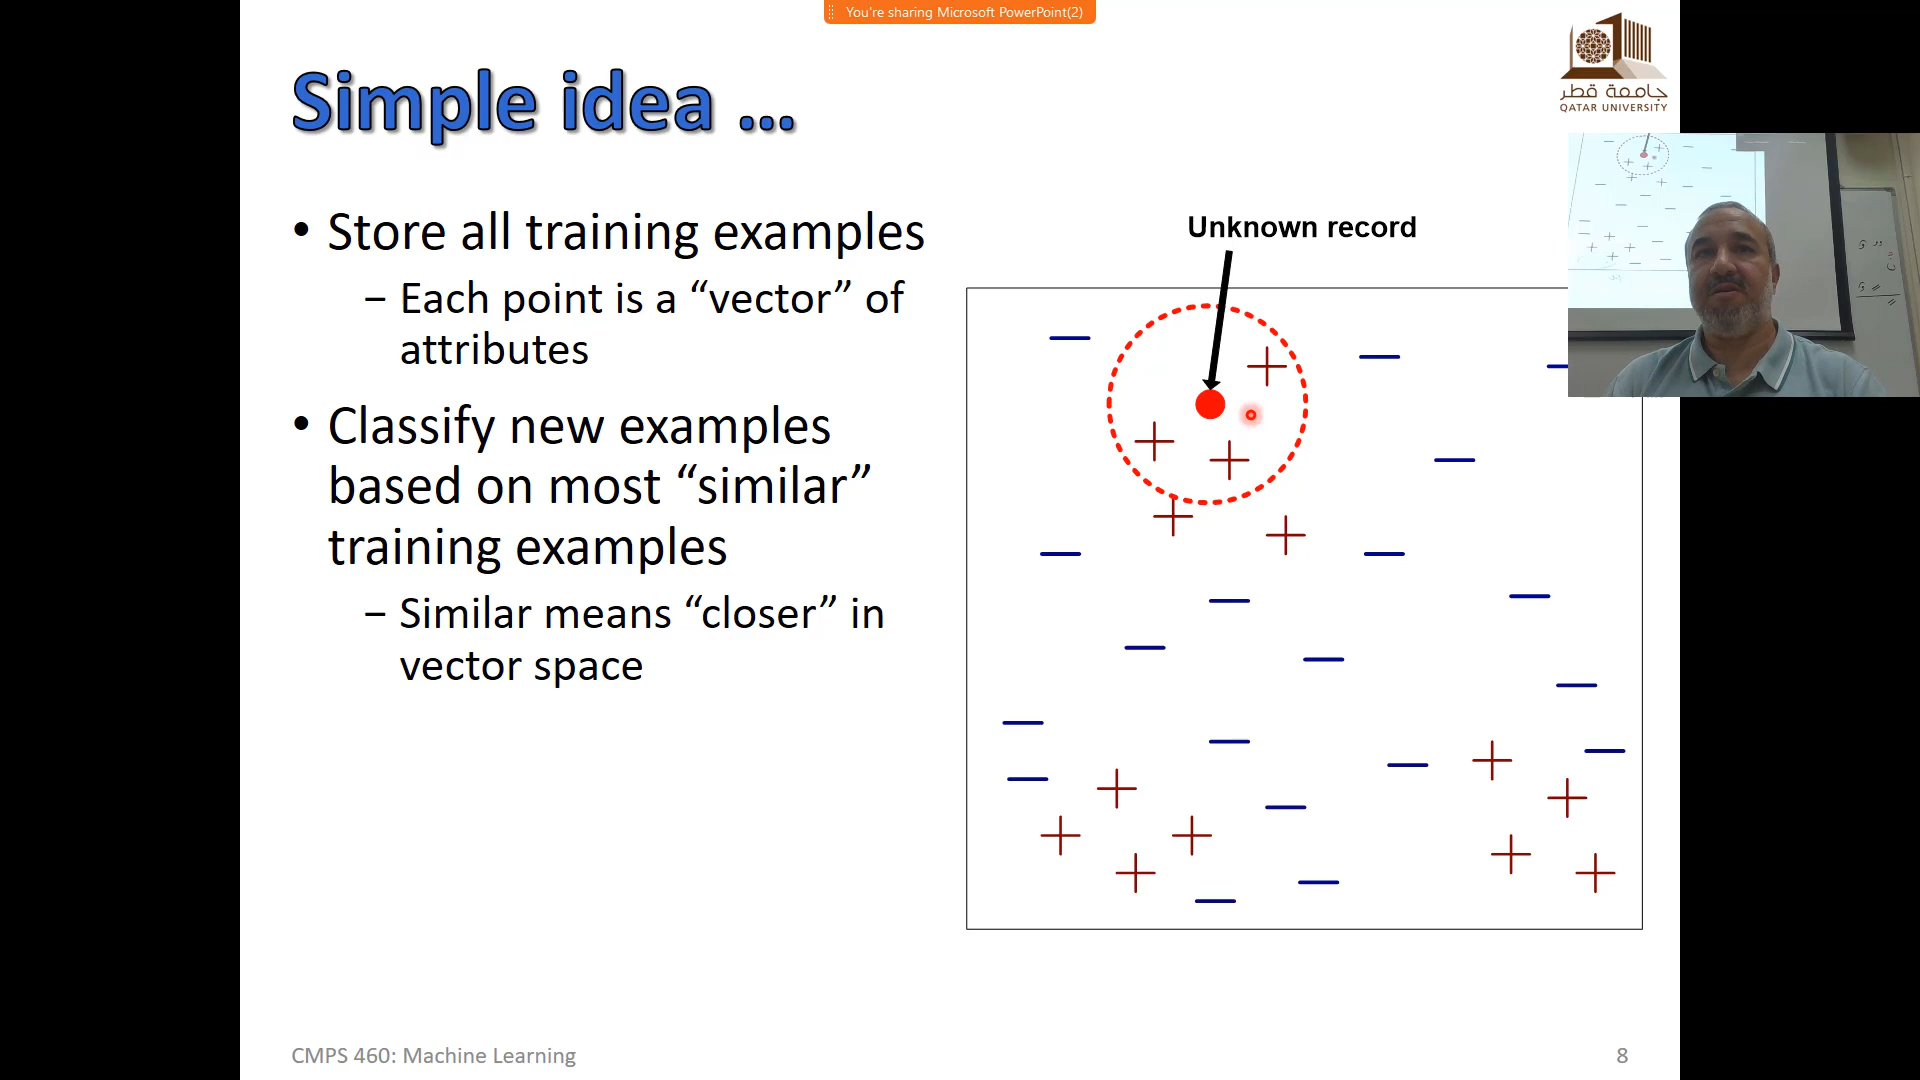 You're sharing Microsoft PowerPoint(2)
Simple idea ...
جامعة قطر
QATAR UNIVERSITY
• Store all training examples
– Each point is a “vector” of
attributes
• Classify new examples
based on most “similar”
training examples
– Similar means “closer” in
vector space
Unknown record
CMPS 460: Machine Learning
8